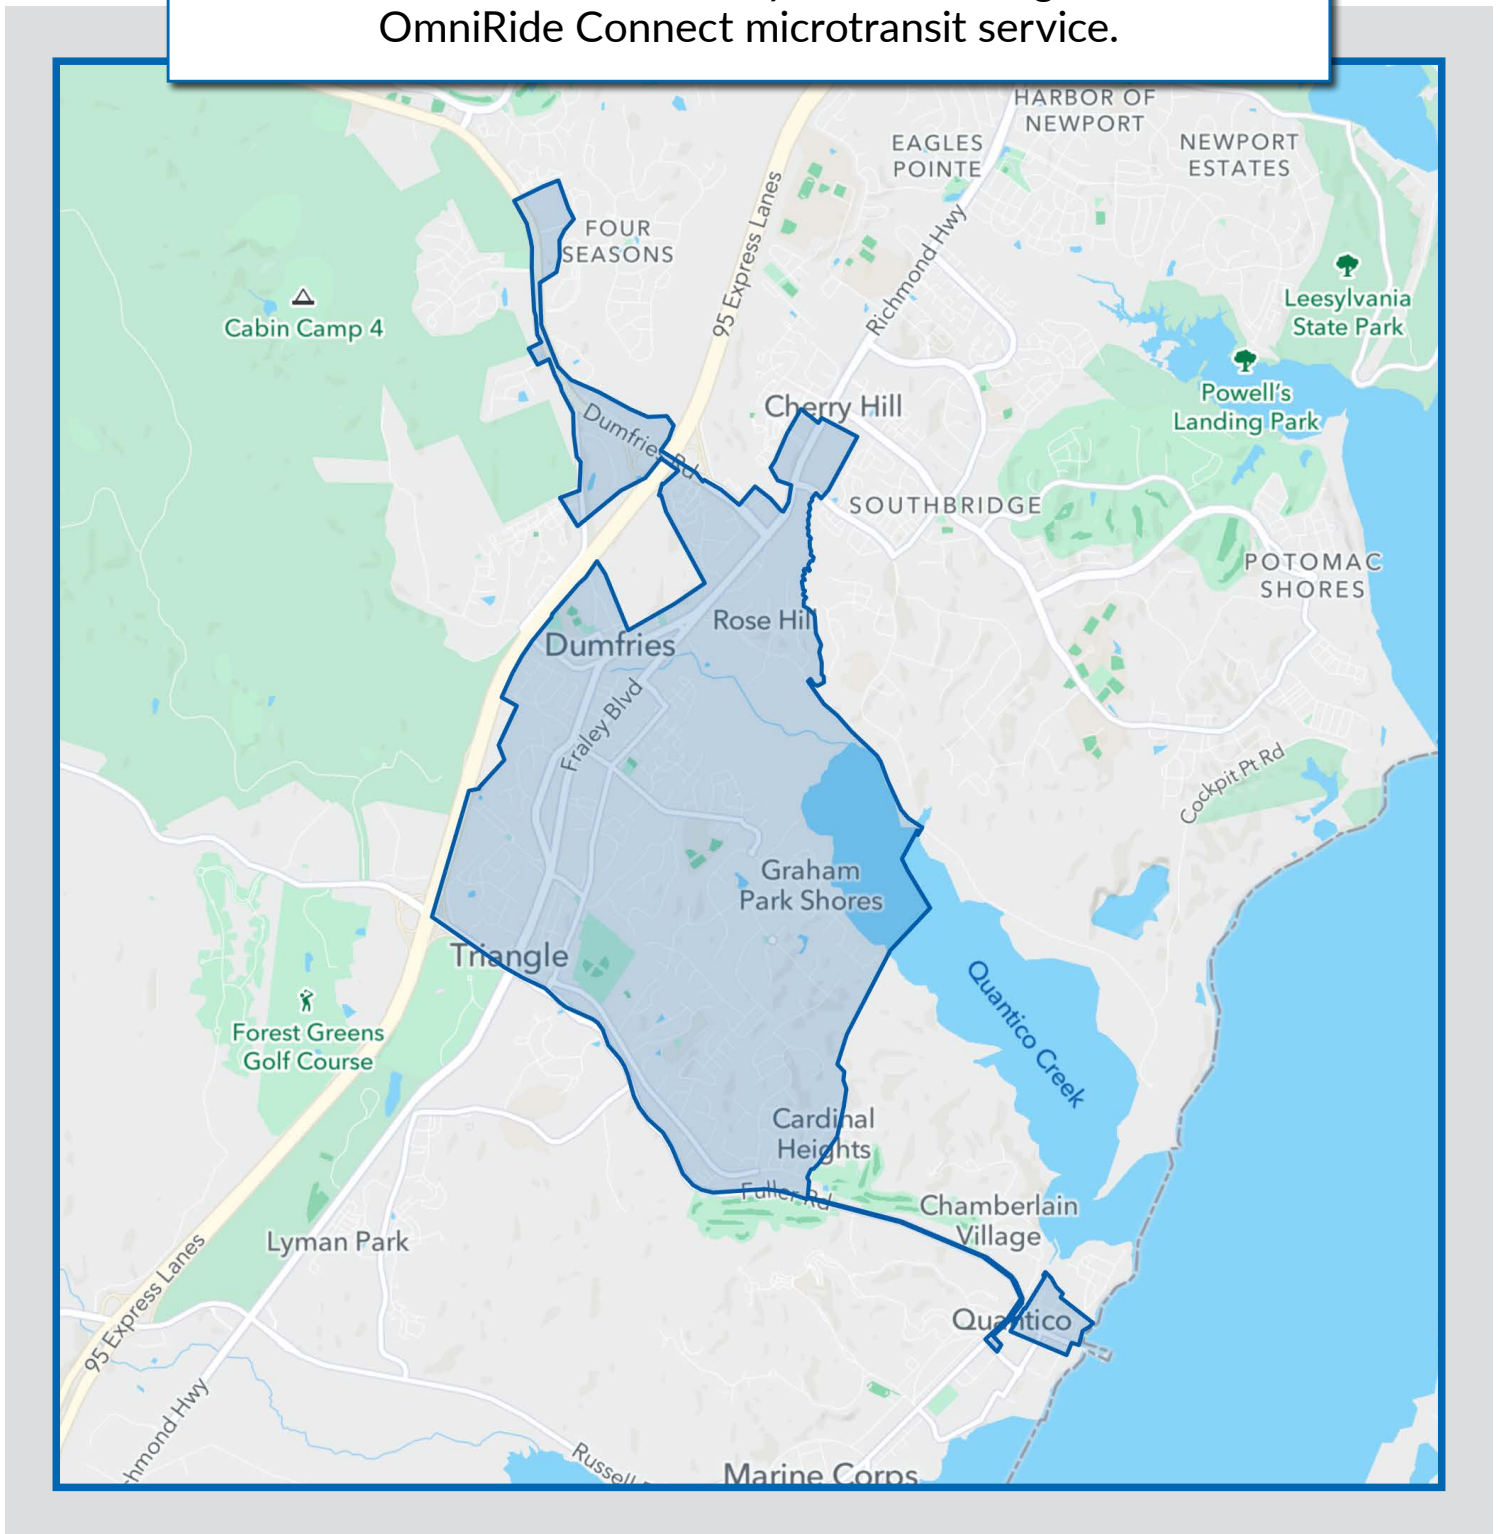 OmniRide Connect microtransit service.
HARBOR OF
NEWPORT
EAGLES
POINTE
NEWPORT
ESTATES
FOUR
SEASONS
95 Express Lanes
Richmond Hwy
Leesylvania
State Park
Cabin Camp 4
Powell's
Landing Park
Cherry Hill
Dumfries Rd
SOUTHBRIDGE
POTOMAC
SHORES
Rose Hill
Dumfries
Fraley Blvd
Cockpit Pt Rd
Graham
Park Shores
Triangle
Quantico Creek
Forest Greens
Golf Course
Cardinal
Heights
Fuller Rd
Chamberlain
Village
Lyman Park
95 Express Lanes
Quantico
hmond Hwy
Russell
Marine Corps